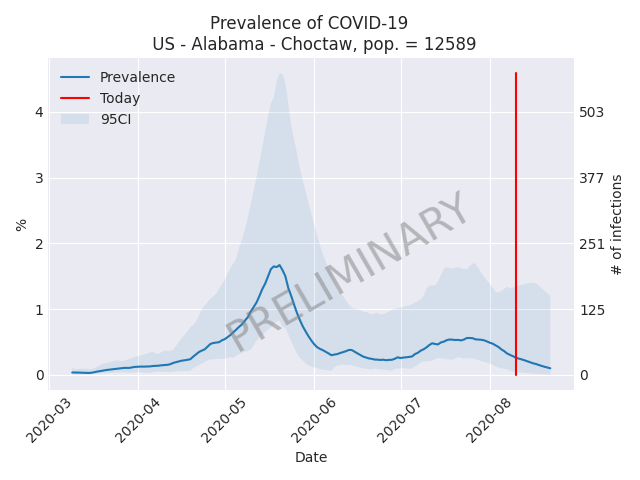 Prevalence of COVID-19
US - Alabama - Choctaw, pop. = 12589
Prevalence
Today
95CI
4
3
2
1
0
%
503
377
251
125
0
# of infections
PRELIMINARY
2020-03
2020-04
2020-05
2020-06
2020-07
2020-08
Date